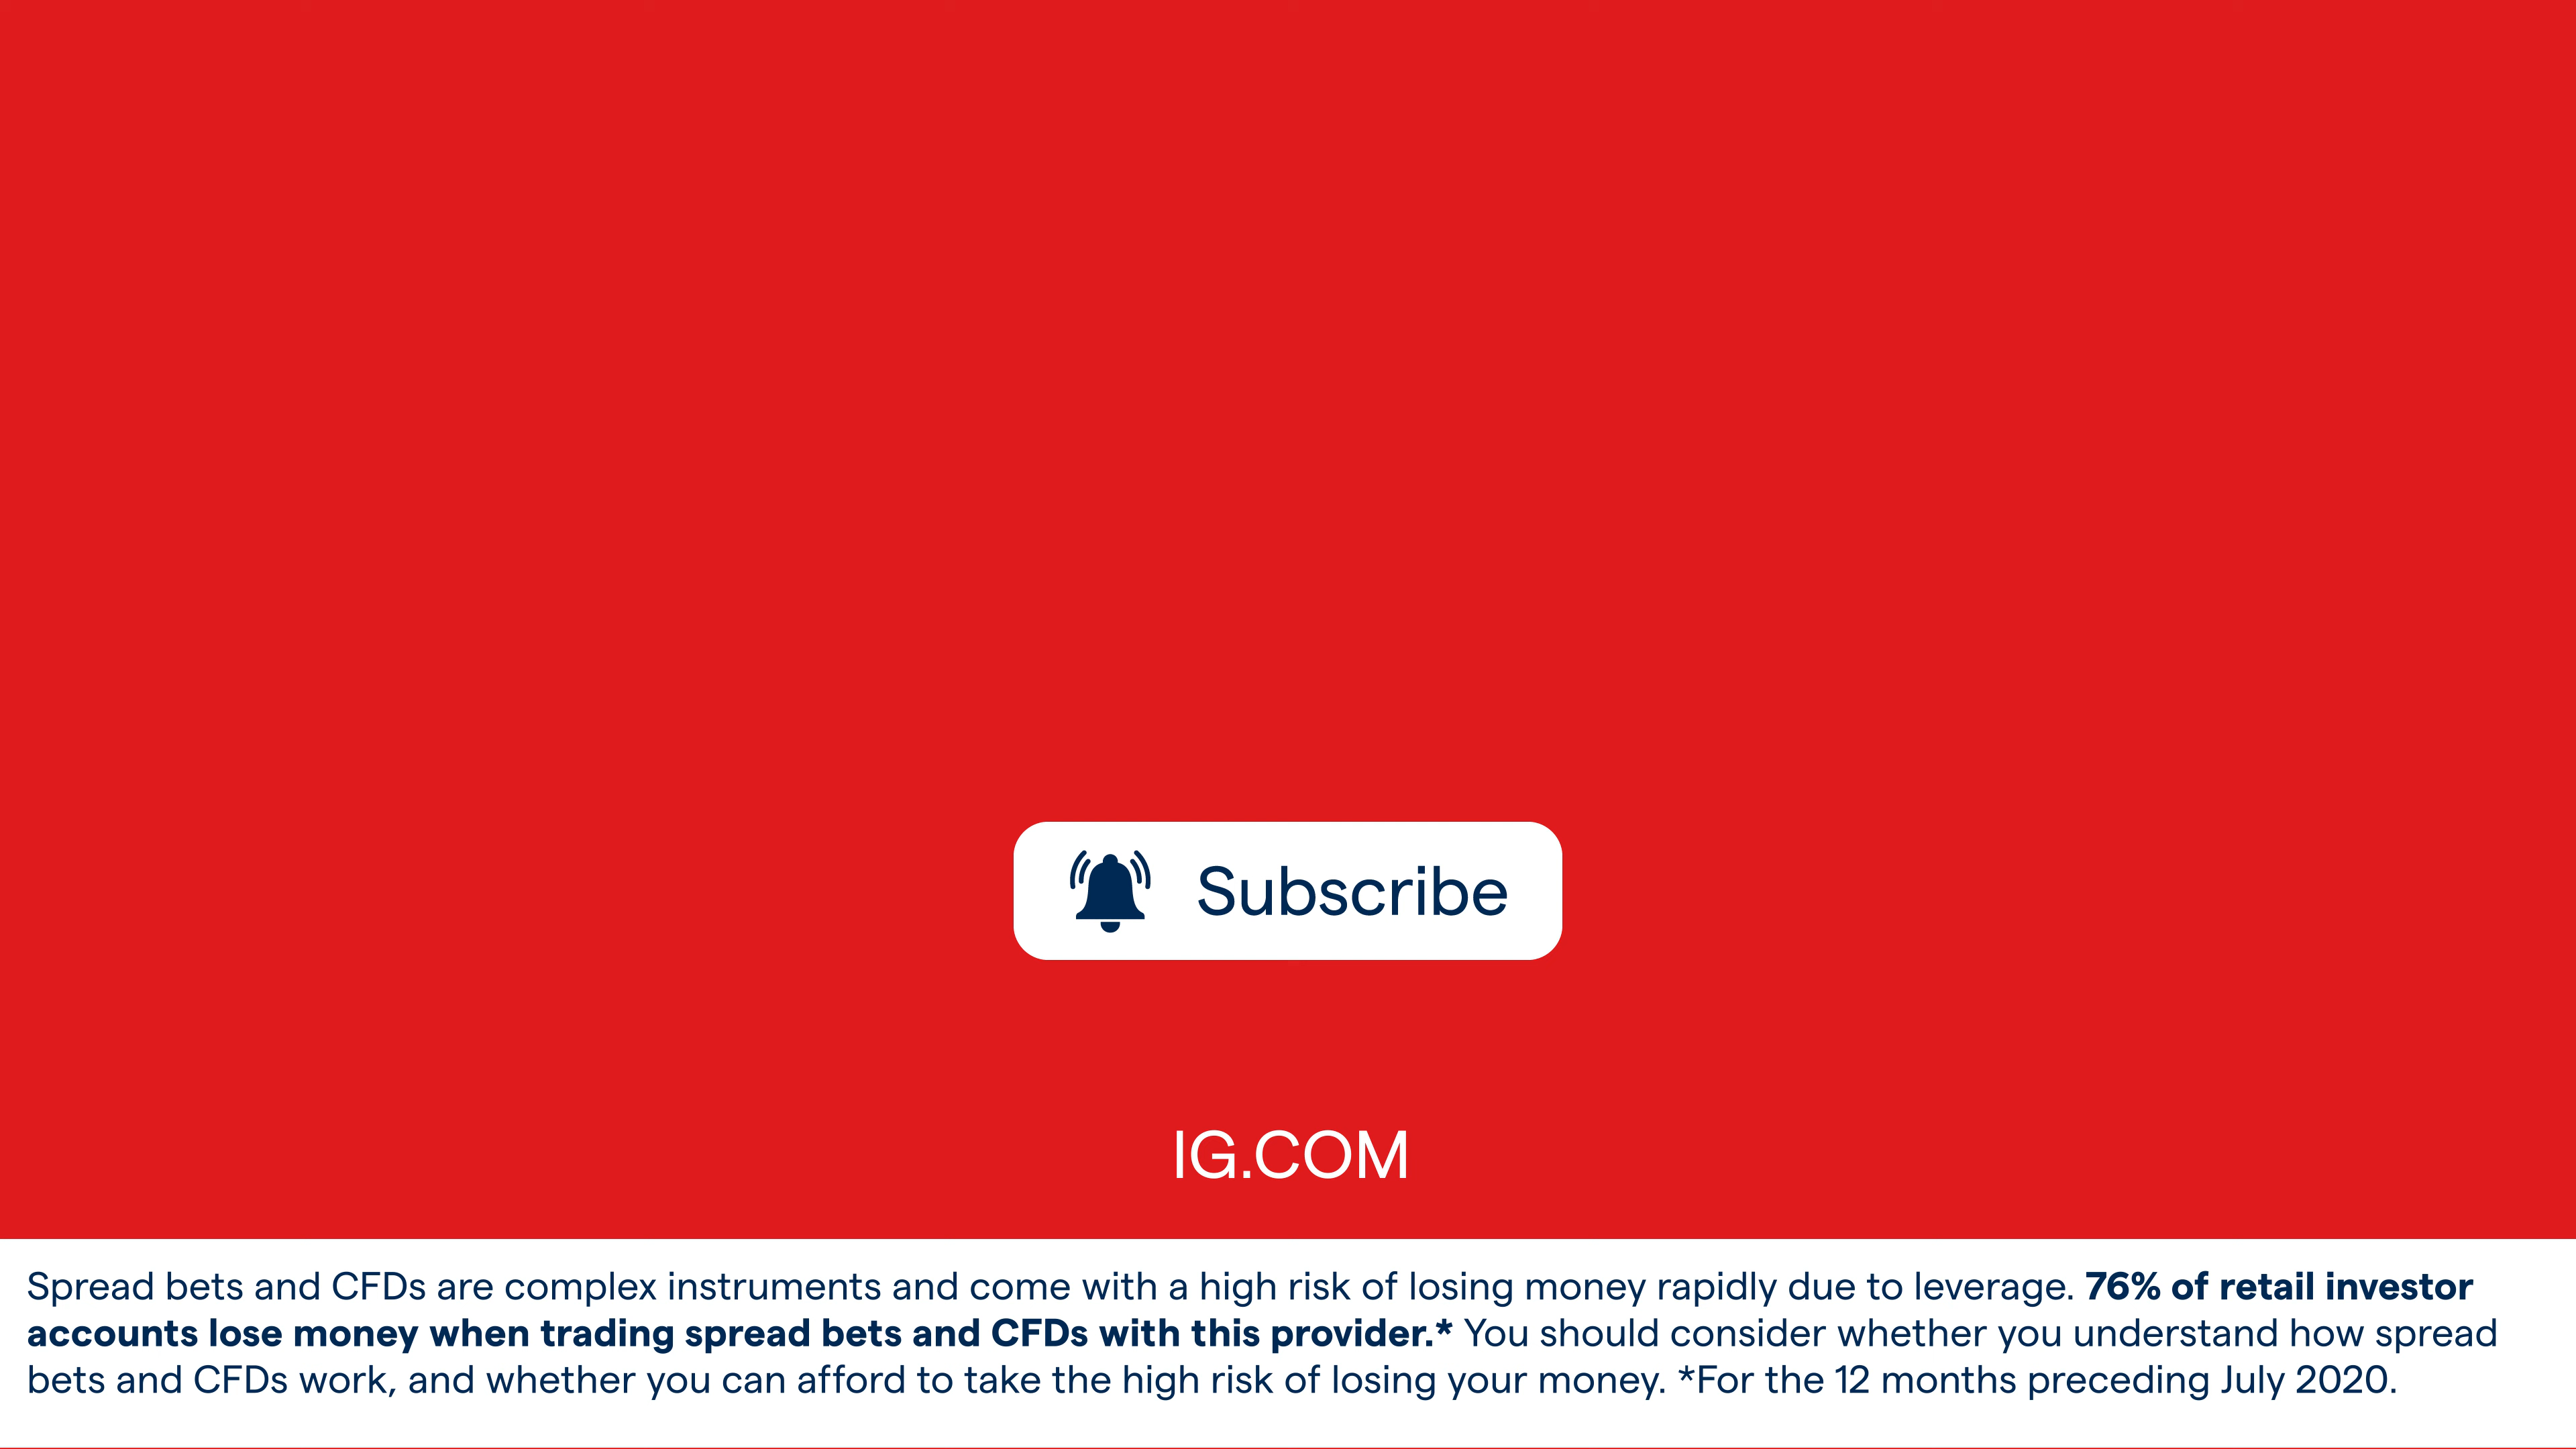 Subscribe
IG.COM
Spread bets and CFDs are complex instruments and come with a high risk of losing money rapidly due to leverage. 76% of retail investor
accounts lose money when trading spread bets and CFDs with this provider.* You should consider whether you understand how spread
bets and CFDs work, and whether you can afford to take the high risk of losing your money. *For the 12 months preceding July 2020.